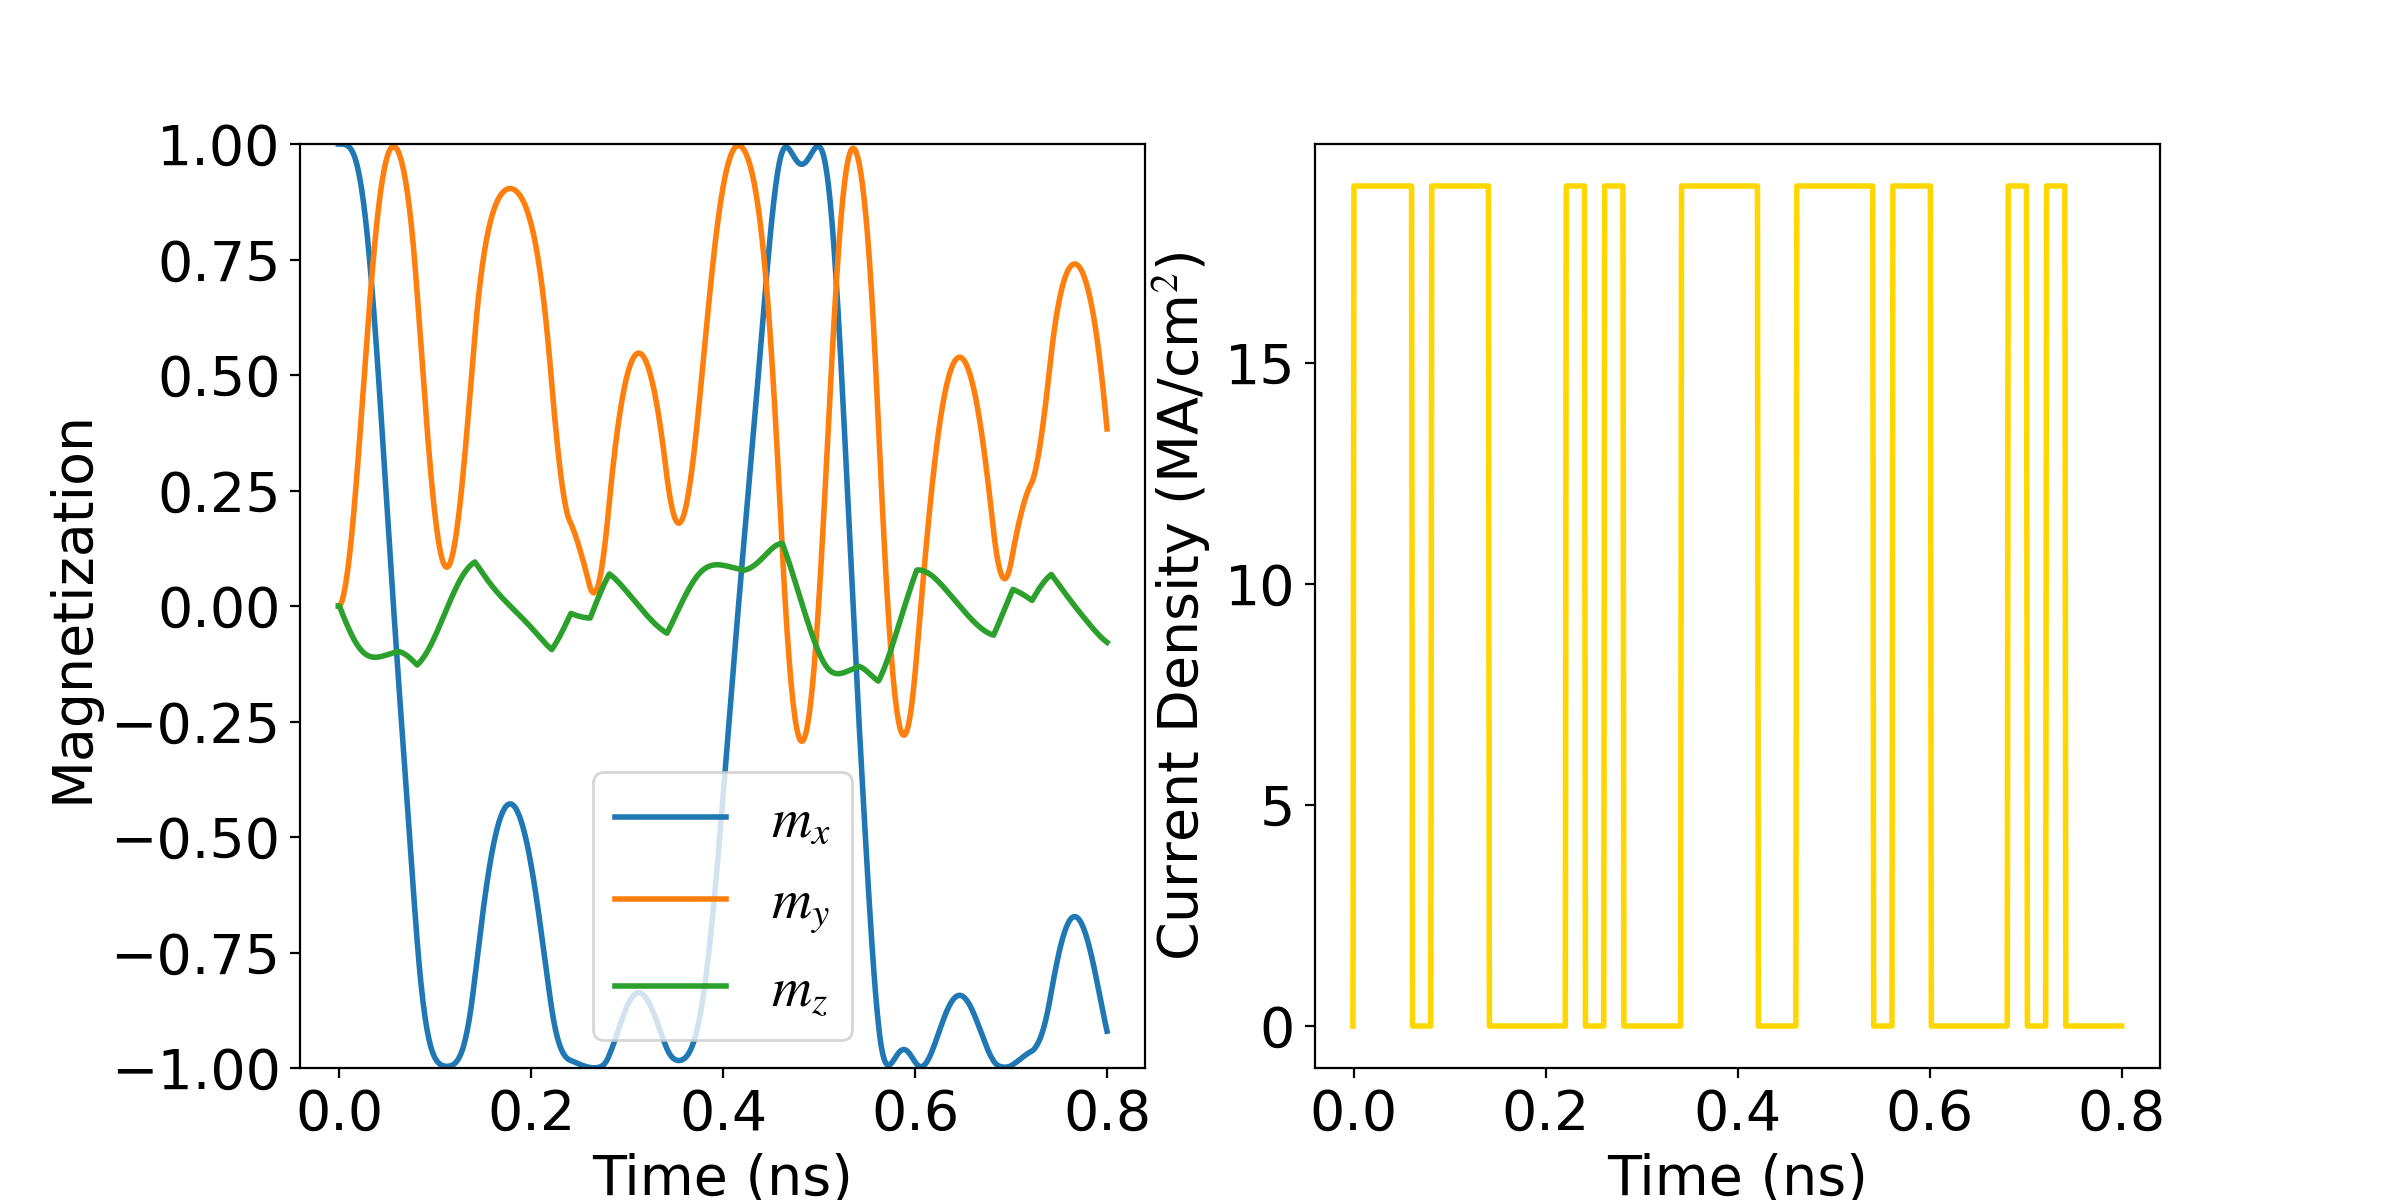 Magnetization
1.00
0.75
0.50
0.25
0.00
−0.25
−0.50
−0.75
−1.00
0.0 0.2 0.4 0.6 0.8
Time (ns)
m_x
m_y
m_z
Current Density (MA/cm²)
15
10
5
0
0.0 0.2 0.4 0.6 0.8
Time (ns)